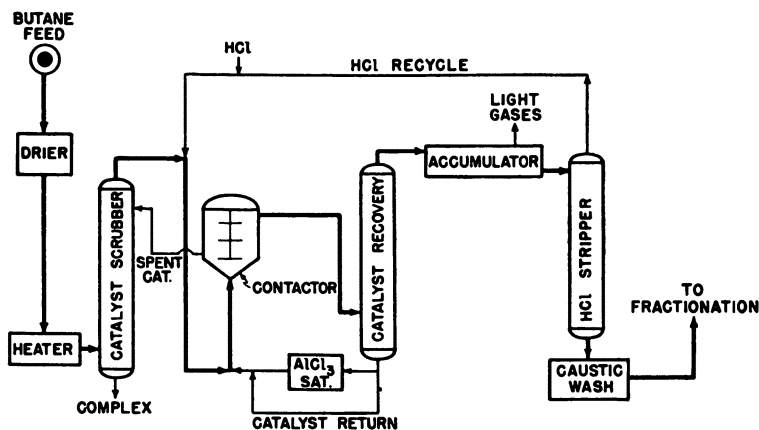 BUTANE
FEED
HCl
HCl RECYCLE
LIGHT
GASES
DRIER
ACCUMULATOR
CATALYST SCRUBBER
CATALYST RECOVERY
HCl STRIPPER
SPENT
CAT.
CONTACTOR
TO
FRACTIONATION
HEATER
AlCl3
SAT.
CAUSTIC
WASH
COMPLEX
CATALYST RETURN